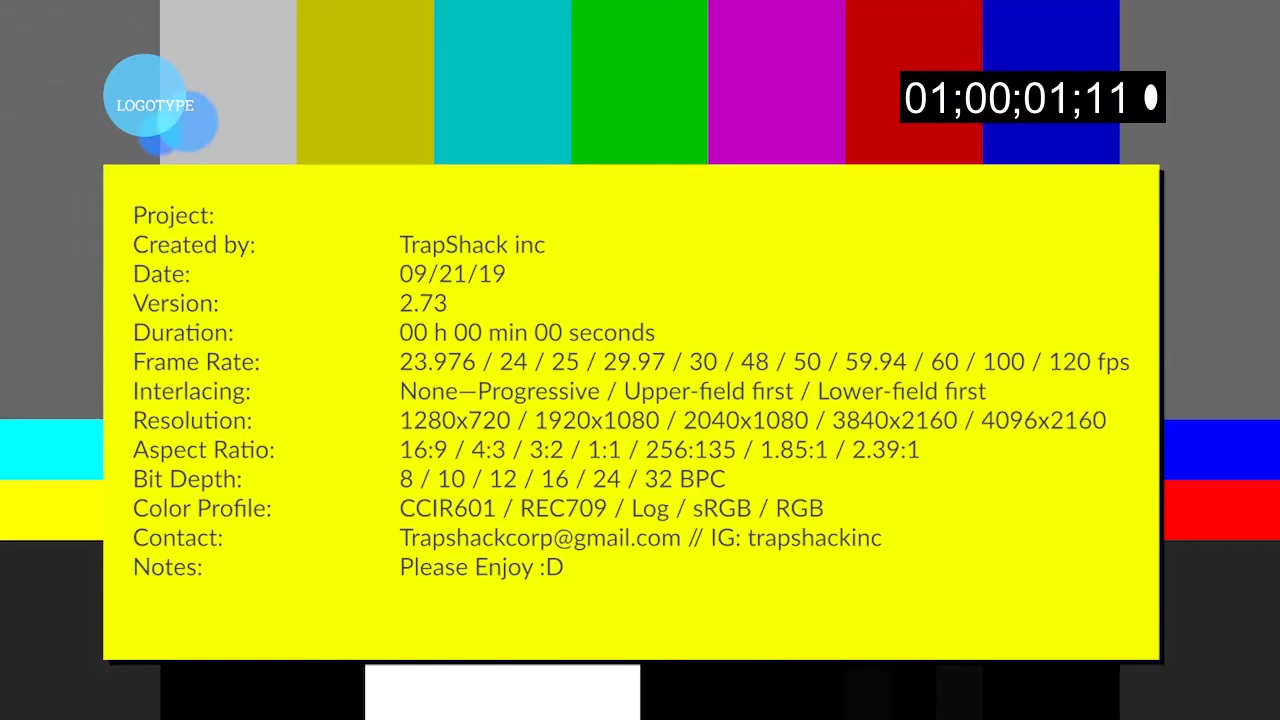 LOGOTYPE
01;00;01;11
Project:
Created by: TrapShack inc
Date: 09/21/19
Version: 2.73
Duration: 00 h 00 min 00 seconds
Frame Rate: 23.976 / 24 / 25 / 29.97 / 30 / 48 / 50 / 59.94 / 60 / 100 / 120 fps
Interlacing: None—Progressive / Upper-field first / Lower-field first
Resolution: 1280x720 / 1920x1080 / 2040x1080 / 3840x2160 / 4096x2160
Aspect Ratio: 16:9 / 4:3 / 3:2 / 1:1 / 256:135 / 1.85:1 / 2.39:1
Bit Depth: 8 / 10 / 12 / 16 / 24 / 32 BPC
Color Profile: CCIR601 / REC709 / Log / sRGB / RGB
Contact: Trapshackcorp@gmail.com // IG: trapshackinc
Notes: Please Enjoy :D